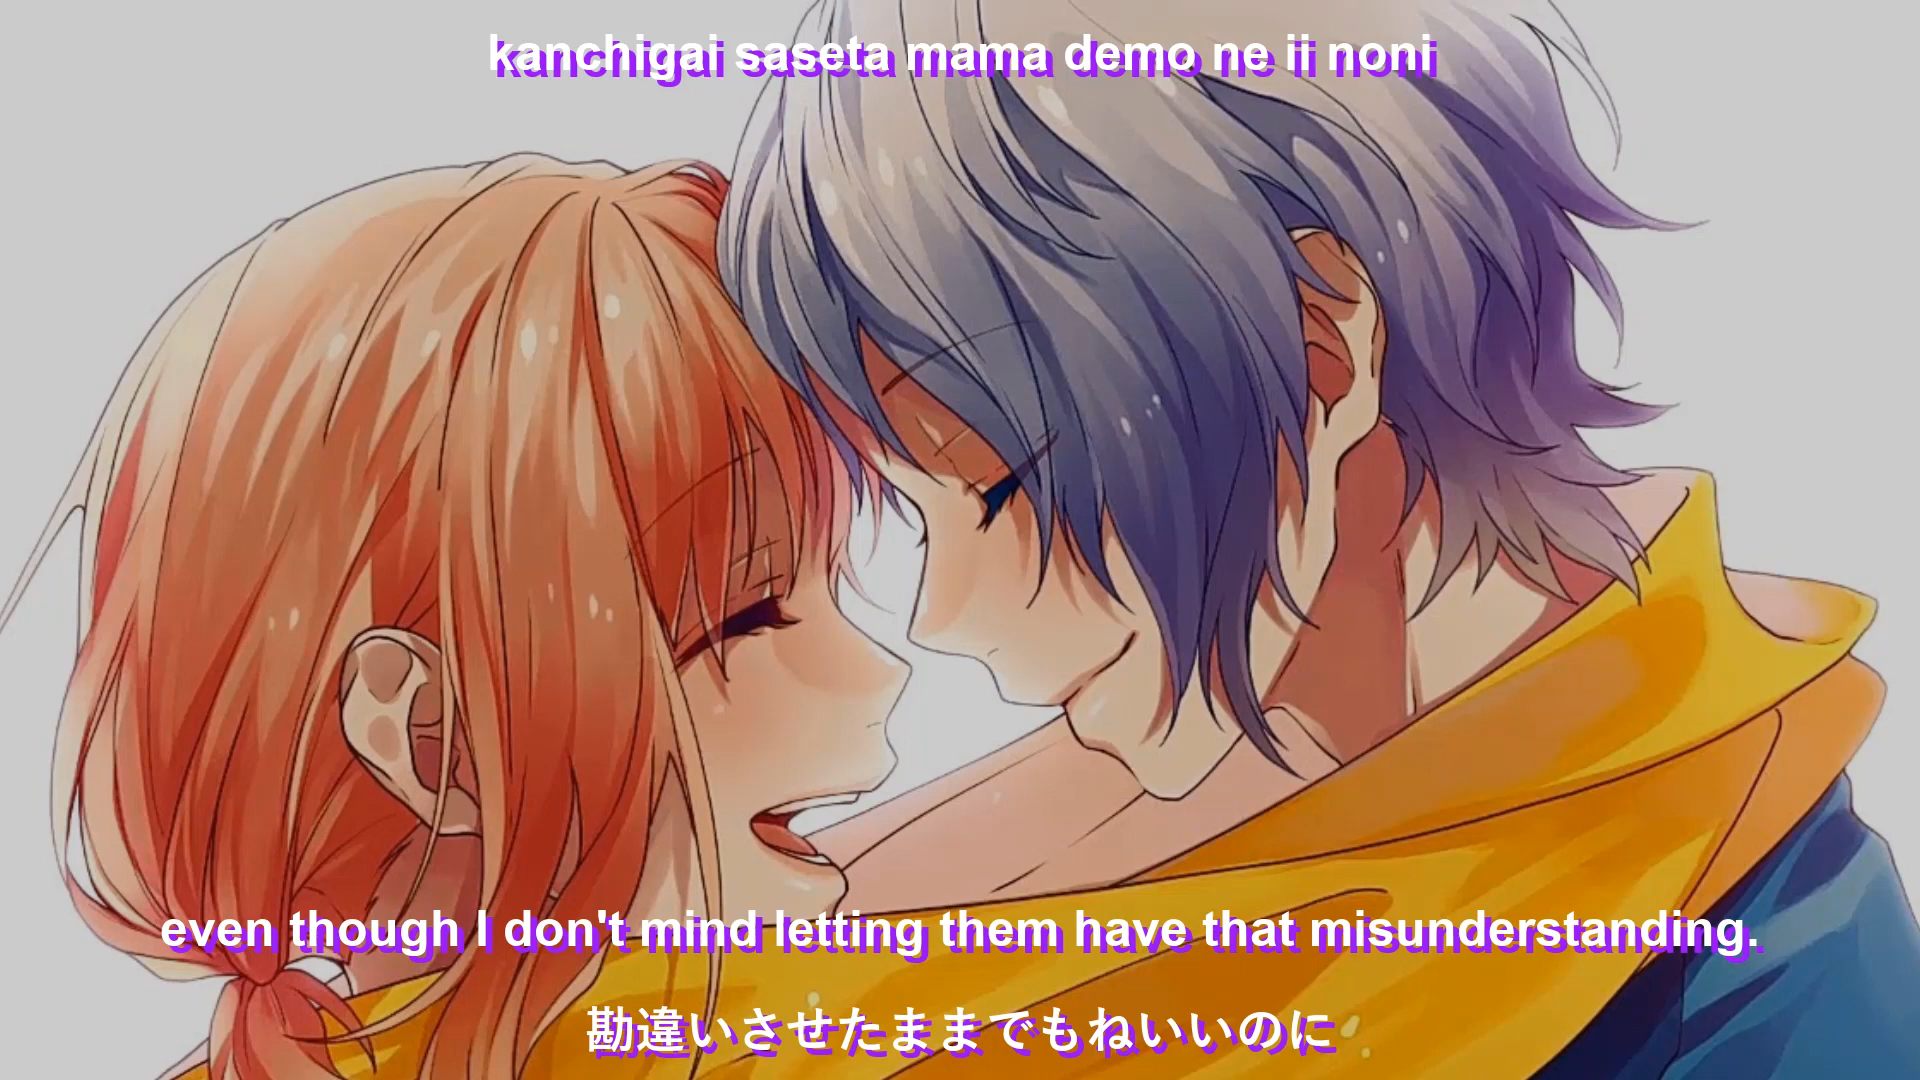 kanchigai saseta mama demo ne ii noni
even though I don't mind letting them have that misunderstanding.
勘違いさせたままでもねいいのに